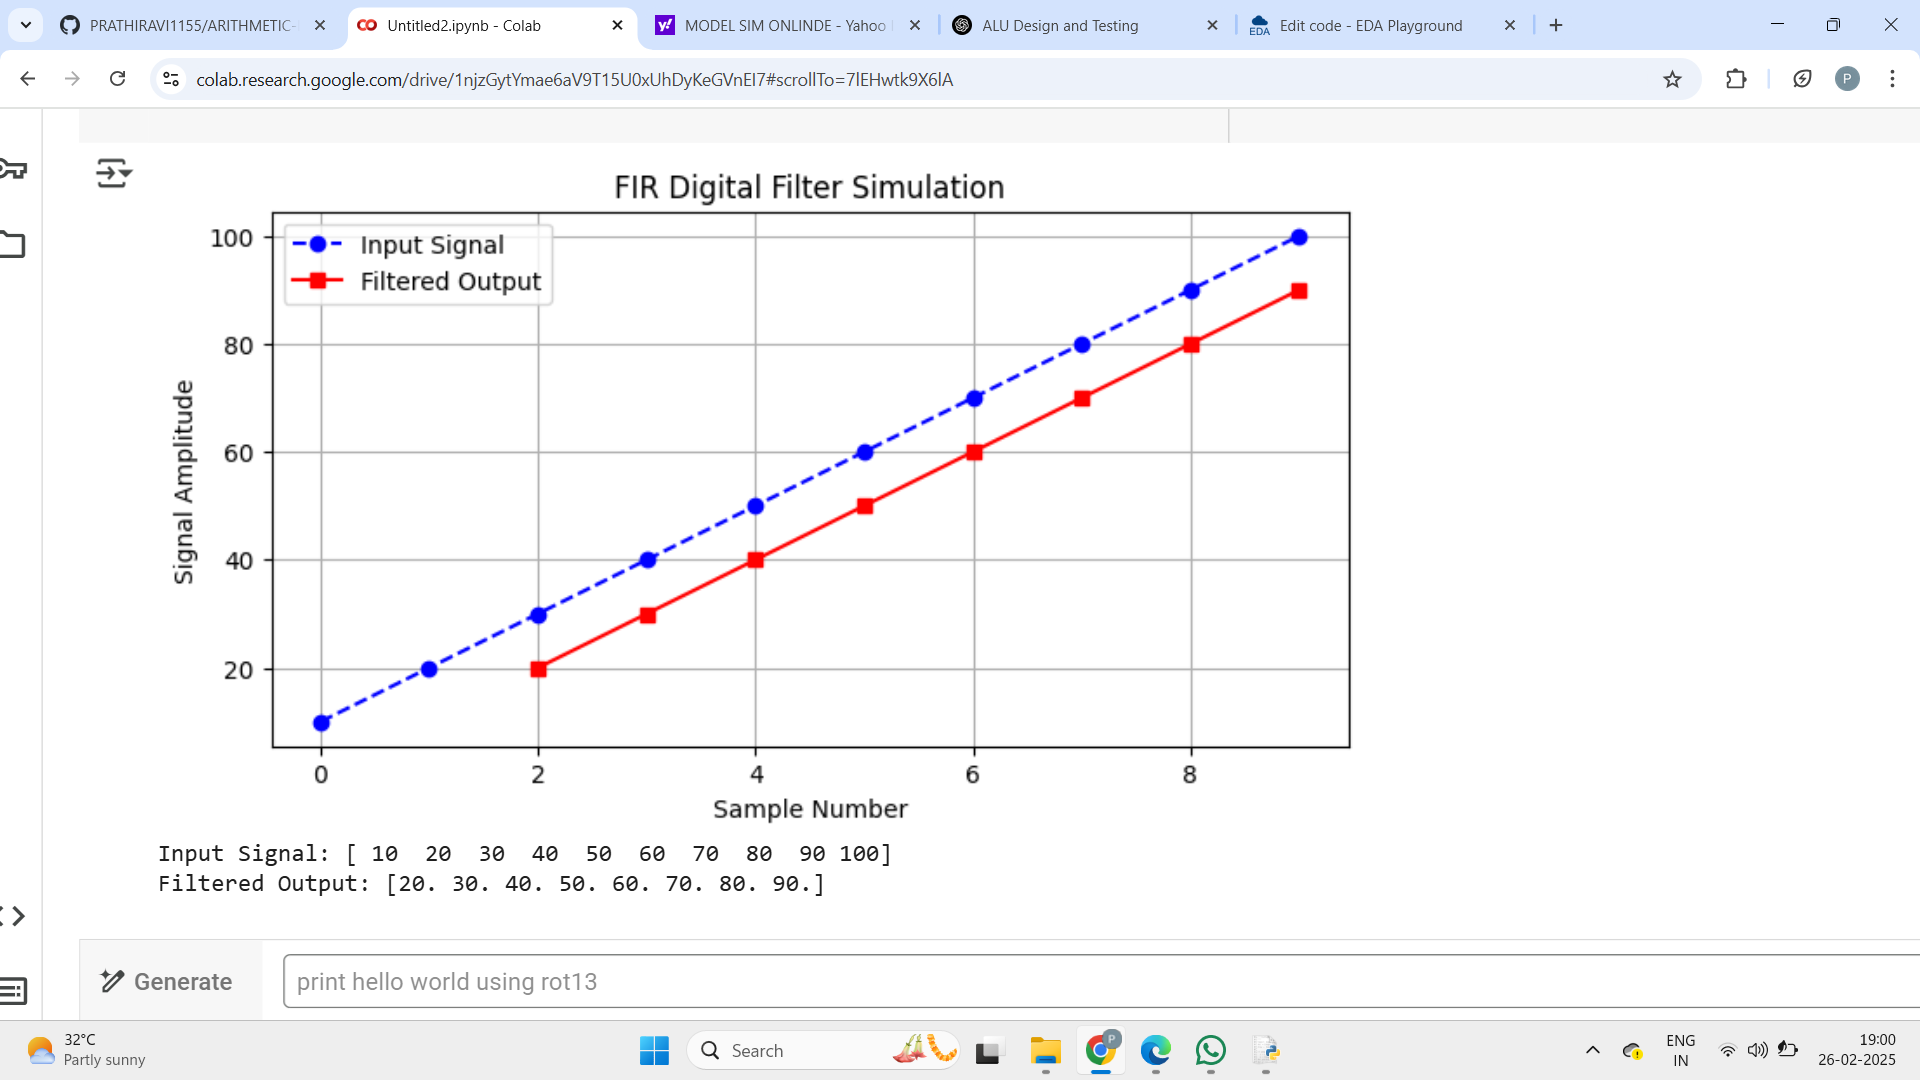 PRATHIRAVI1155/ARITHMETIC-
Untitled2.ipynb - Colab
MODEL SIM ONLINDE - Yahoo
ALU Design and Testing
EDA
Edit code - EDA Playground
colab.research.google.com/drive/1njzGytYmae6aV9T15U0xUhDyKeGVnEI7#scrollTo=7lEHwtk9X6lA
P
FIR Digital Filter Simulation
Input Signal
Filtered Output
100
80
60
40
20
Signal Amplitude
0 2 4 6 8
Sample Number
Input Signal: [ 10 20 30 40 50 60 70 80 90 100]
Filtered Output: [20. 30. 40. 50. 60. 70. 80. 90.]
Generate
print hello world using rot13
32°C
Partly sunny
Search
P
ENG
IN
19:00
26-02-2025